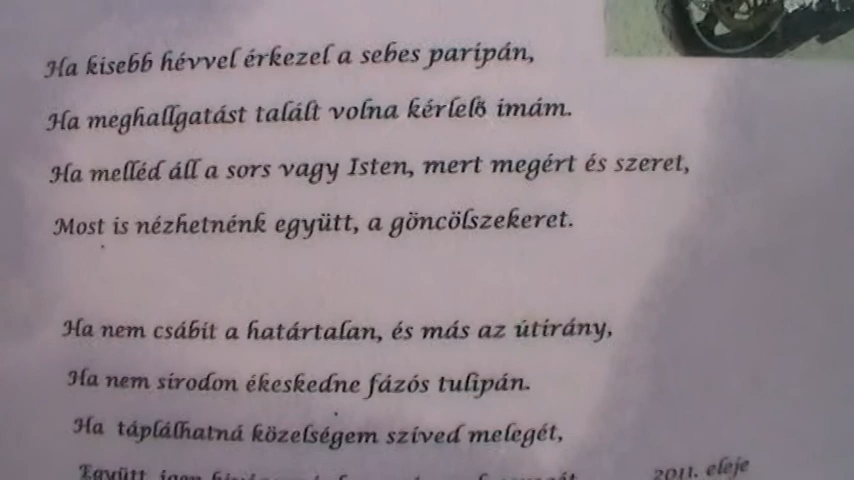 Ha kisebb hévvel érkezel a sebes paripán,
Ha meghallgatást talált volna kérlelő imám.
Ha melléd áll a sors vagy Isten, mert megért és szeret,
Most is nézhetnénk együtt, a göncölszekeret.
Ha nem csábít a határtalan, és más az útirány,
Ha nem sírodon ékeskedne fázós tulipán.
Ha táplálhatná közelségem szíved melegét,
Együtt
2011. eleje